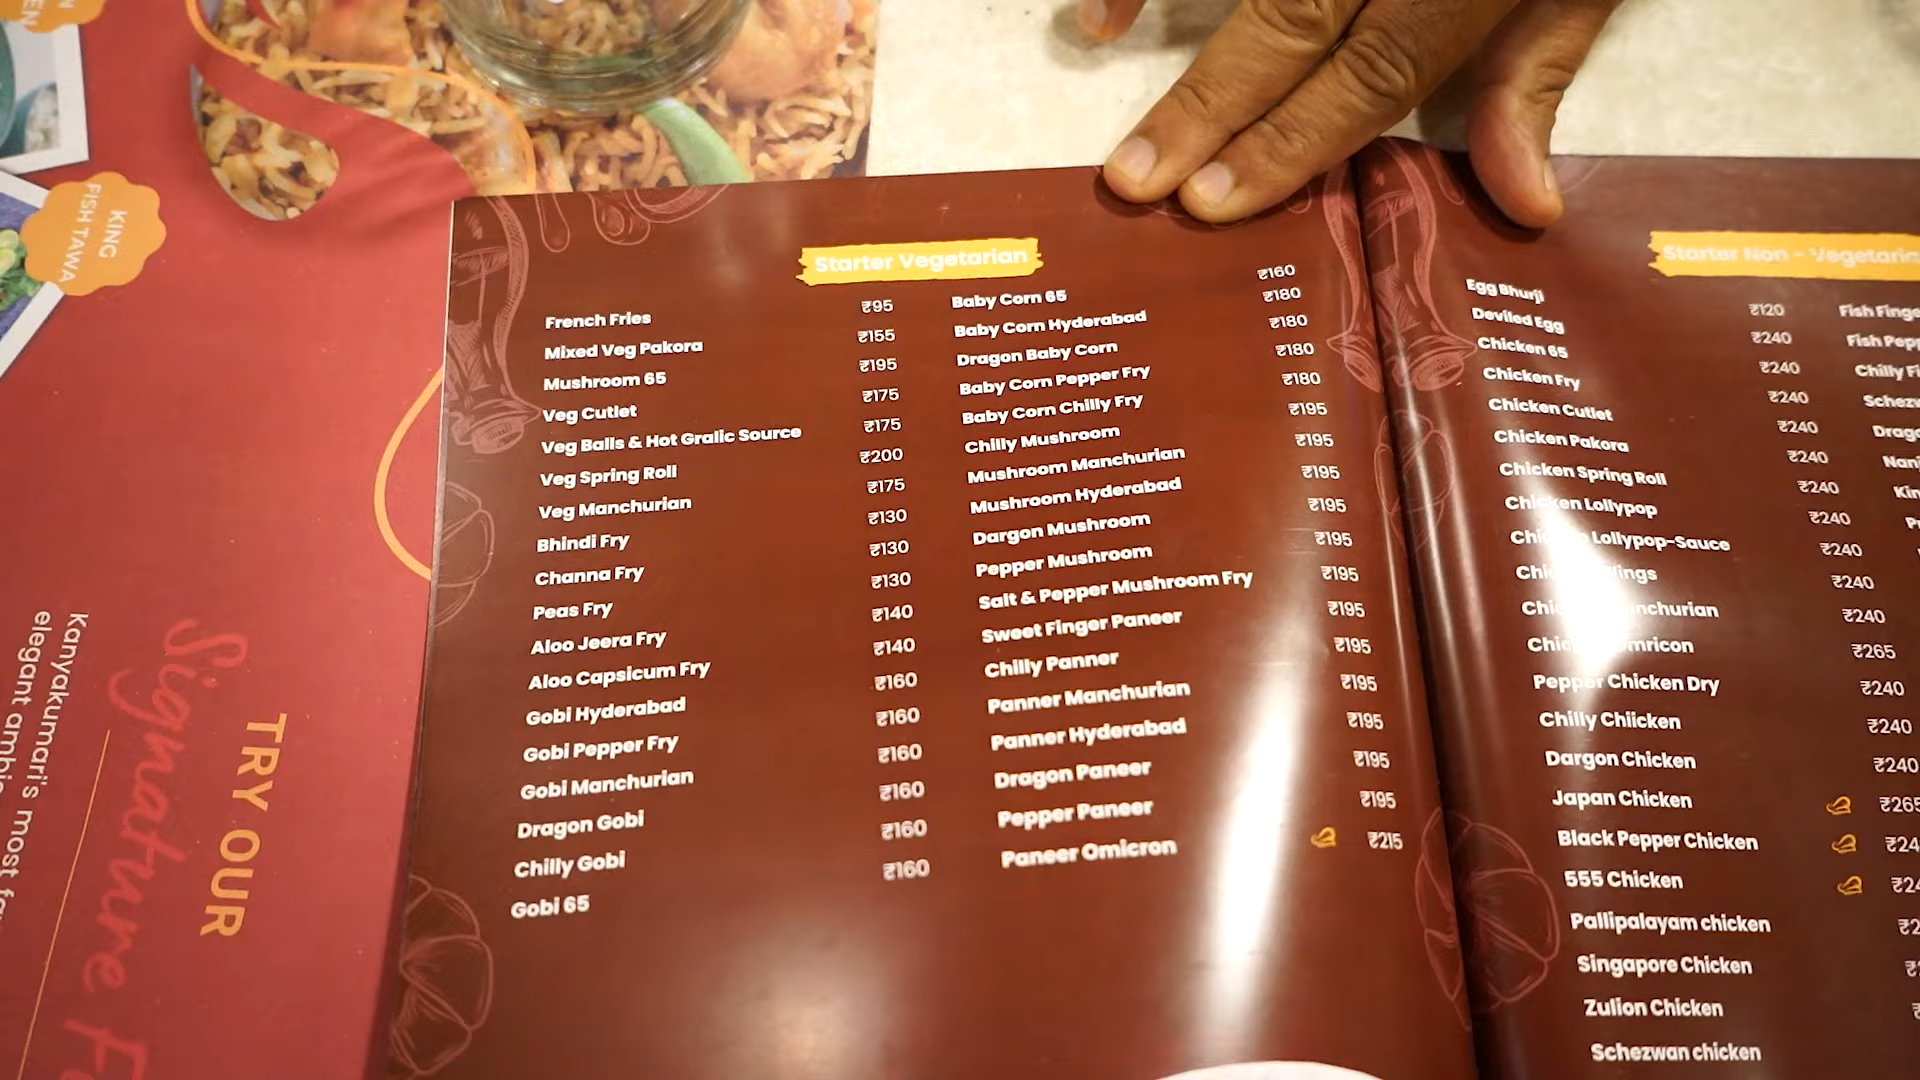 KING
FISH TAWA
TRY OUR
Signature
Kanyakumari's most
elegant
Starter Vegetarian
French Fries ₹95
Mixed Veg Pakora ₹155
Mushroom 65 ₹195
Veg Cutlet ₹175
Veg Balls & Hot Gralic Source ₹175
Veg Spring Roll ₹200
Veg Manchurian ₹175
Bhindi Fry ₹130
Channa Fry ₹130
Peas Fry ₹130
Aloo Jeera Fry ₹140
Aloo Capsicum Fry ₹140
Gobi Hyderabad ₹160
Gobi Pepper Fry ₹160
Gobi Manchurian ₹160
Dragon Gobi ₹160
Chilly Gobi ₹160
Gobi 65 ₹160
Baby Corn 65 ₹160
Baby Corn Hyderabad ₹180
Dragon Baby Corn ₹180
Baby Corn Pepper Fry ₹180
Baby Corn Chilly Fry ₹180
Chilly Mushroom ₹195
Mushroom Manchurian ₹195
Mushroom Hyderabad ₹195
Dargon Mushroom ₹195
Pepper Mushroom ₹195
Salt & Pepper Mushroom Fry ₹195
Sweet Finger Paneer ₹195
Chilly Panner ₹195
Panner Manchurian ₹195
Panner Hyderabad ₹195
Dragon Paneer ₹195
Pepper Paneer ₹195
Paneer Omicron ₹215
Starter Non - Vegetarian
Egg Bhurji ₹120
Deviled Egg ₹240
Chicken 65 ₹240
Chicken Fry ₹240
Chicken Cutlet ₹240
Chicken Pakora ₹240
Chicken Spring Roll ₹240
Chicken Lollypop ₹240
Lollypop-Sauce ₹240
Wings ₹240
Manchurian ₹240
Omricon ₹265
Pepper Chicken Dry ₹240
Chilly Chiicken ₹240
Dargon Chicken ₹240
Japan Chicken ₹265
Black Pepper Chicken
555 Chicken
Pallipalayam chicken
Singapore Chicken
Zulion Chicken
Schezwan chicken
Fish
Fish
Chilly